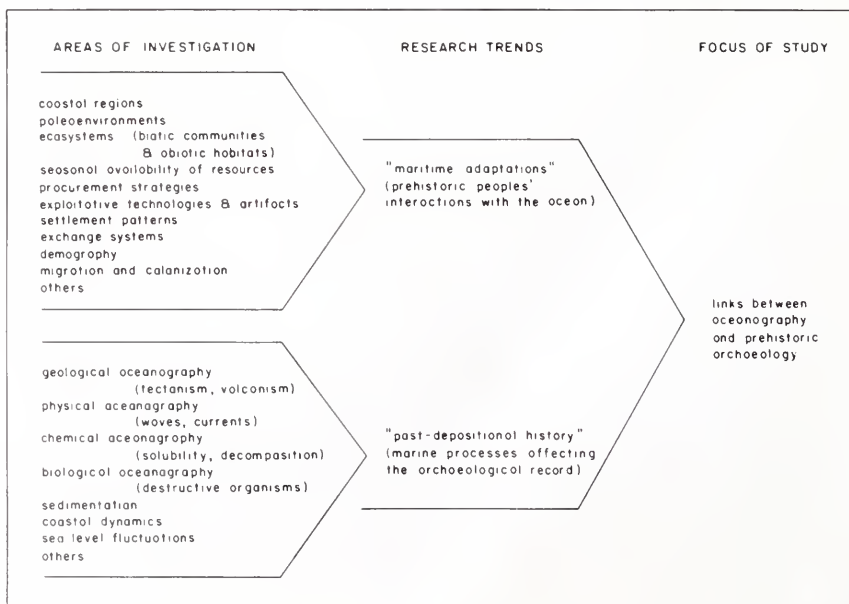 AREAS OF INVESTIGATION
coastal regions
paleoenvironments
ecosystems (biotic communities
& abiotic habitats)
seasonal availability of resources
procurement strategies
exploitative technologies & artifacts
settlement patterns
exchange systems
demography
migration and colonization
others
geological oceanography
(tectonism, volcanism)
physical oceanography
(waves, currents)
chemical oceanography
(solubility, decomposition)
biological oceanography
(destructive organisms)
sedimentation
coastal dynamics
sea level fluctuations
others
RESEARCH TRENDS
"maritime adaptations"
(prehistoric peoples'
interactions with the ocean)
"post-depositional history"
(marine processes affecting
the archaeological record)
FOCUS OF STUDY
links between
oceanography
and prehistoric
archaeology